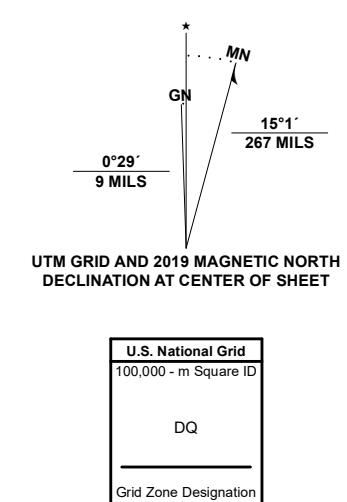 MN
GN
15°1´
267 MILS
0°29´
9 MILS
UTM GRID AND 2019 MAGNETIC NORTH
DECLINATION AT CENTER OF SHEET
U.S. National Grid
100,000 - m Square ID
DQ
Grid Zone Designation